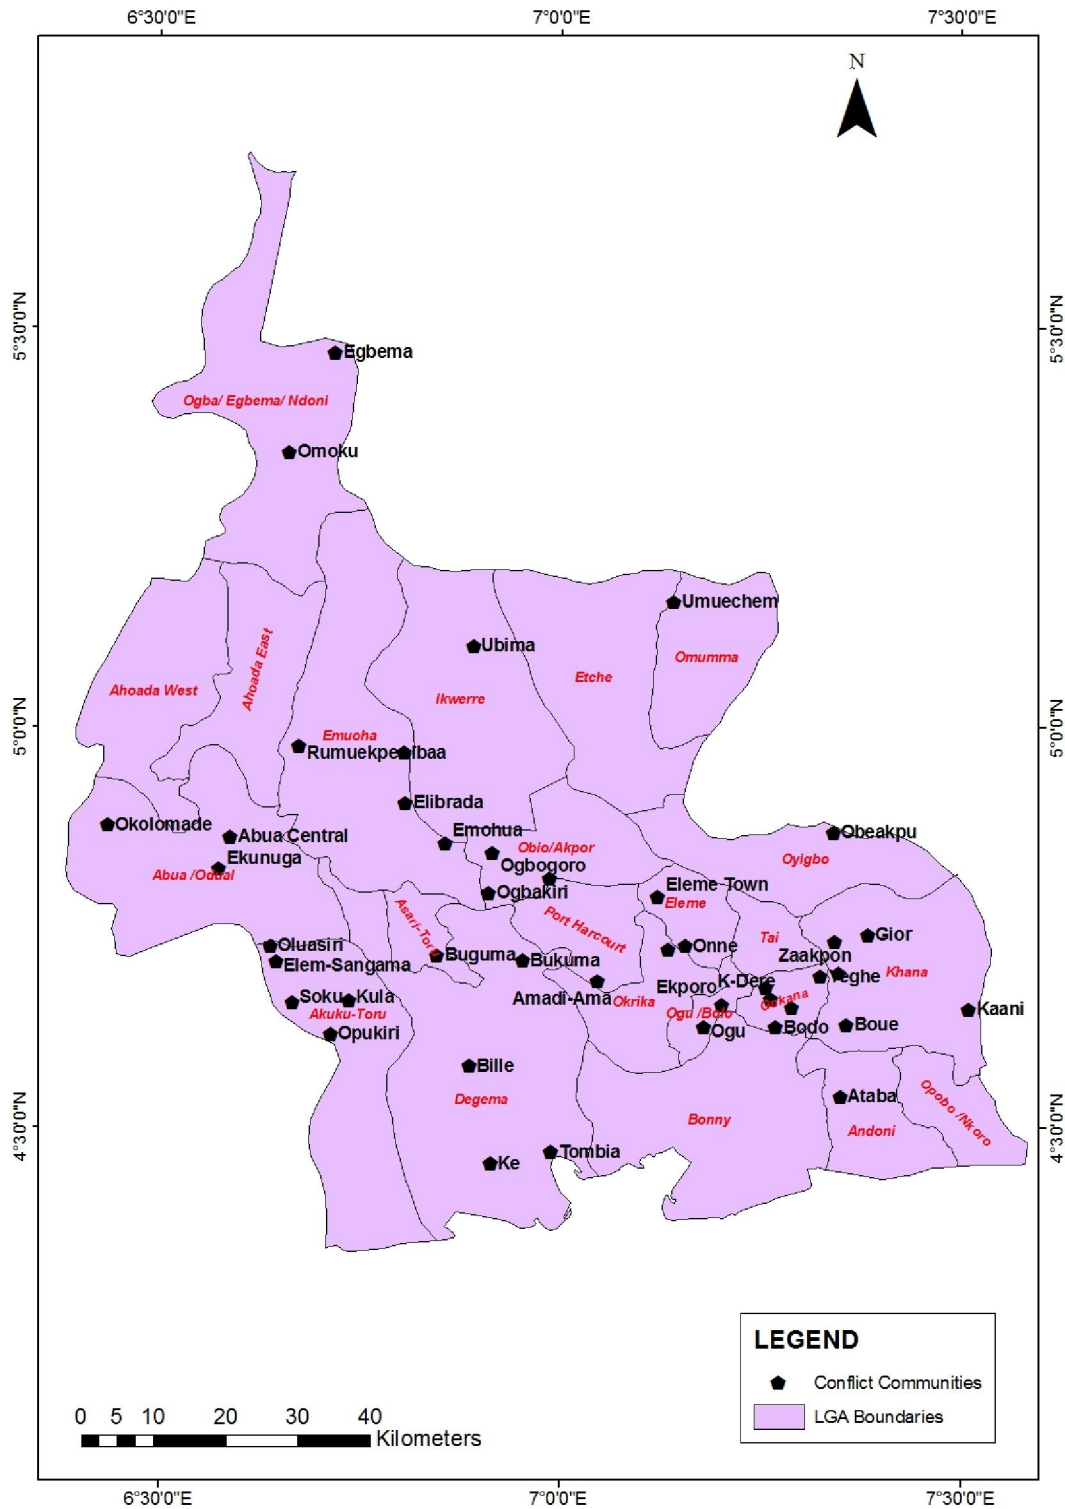 6°30'0"E 7°0'0"E 7°30'0"E
N
5°30'0"N 5°30'0"N
Egbema
Ogba/ Egbema/ Ndoni
Omoku
Umuechem
Ubima
Omumma
Ahoada West
Ahoada East
Etche
Ikwerre
5°0'0"N 5°0'0"N
Emuoha
Rumuekpe Ibaa
Elibrada
Okolomade
Abua Central
Emohua
Obeakpu
Obio/Akpor
Ogbogoro
Oyigbo
Ekunuga
Abua /Odual
Ogbakiri
Eleme Town
Eleme
Asari-Toru
Port Harcourt
Tai
Gior
Oluasiri
Onne
Buguma
Bukuma
Zaakpon
Elem-Sangama
Yeghe
Khana
K-Dere
Ekporo
Soku
Kula
Amadi-Ama
Okrika
Gokana
Akuku-Toru
Ogu /Bolo
Kaani
Opukiri
Ogu
Bodo
Boue
Bille
Degema
Ataba
Opobo /Nkoro
4°30'0"N 4°30'0"N
Bonny
Andoni
Tombia
Ke
LEGEND
Conflict Communities
LGA Boundaries
0 5 10 20 30 40
Kilometers
6°30'0"E 7°0'0"E 7°30'0"E